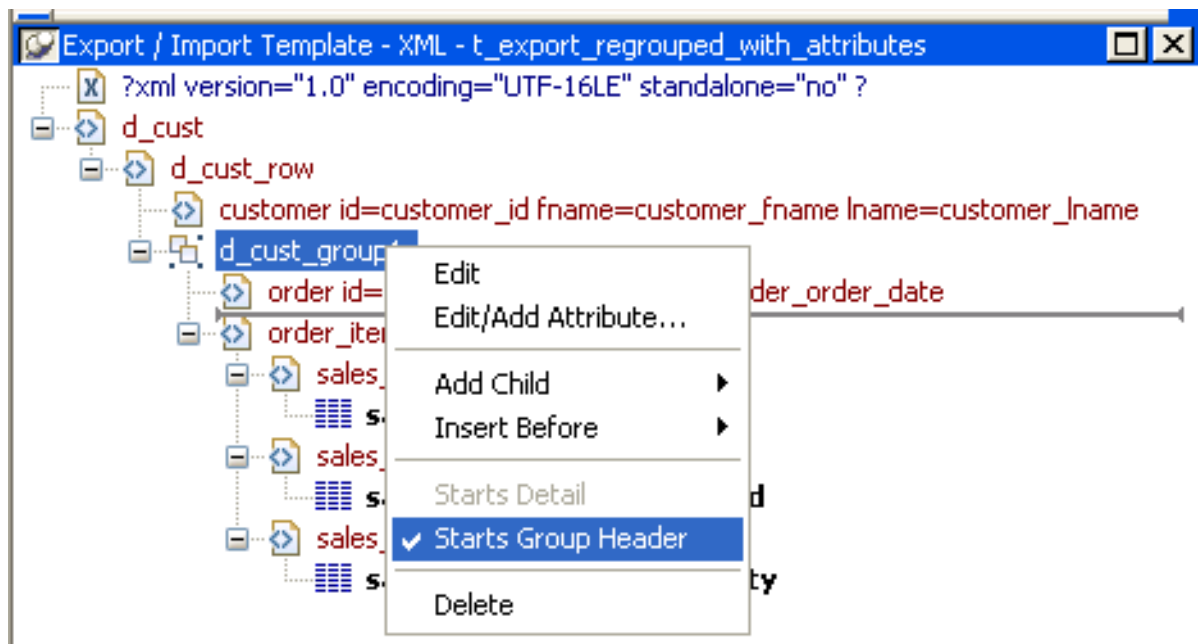 Export / Import Template - XML - t_export_regrouped_with_attributes
?xml version="1.0" encoding="UTF-16LE" standalone="no" ?
d_cust
d_cust_row
customer id=customer_id fname=customer_fname lname=customer_lname
d_cust_group
order id= der_order_date
order_ite
sales_
s
sales_
s d
sales_
s ty
Edit
Edit/Add Attribute...
Add Child
Insert Before
Starts Detail
Starts Group Header
Delete